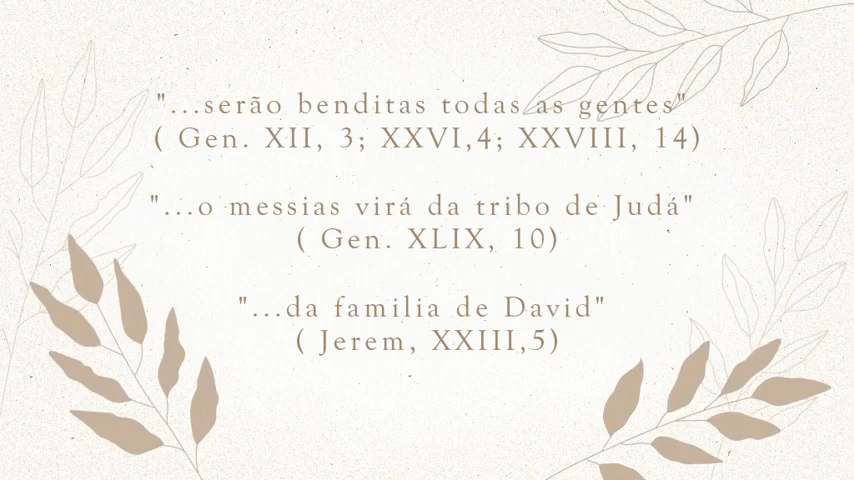 "...serão benditas todas as gentes"
( Gen. XII, 3; XXVI,4; XXVIII, 14)
"...o messias virá da tribo de Judá"
( Gen. XLIX, 10)
"...da familia de David"
( Jerem, XXIII,5)